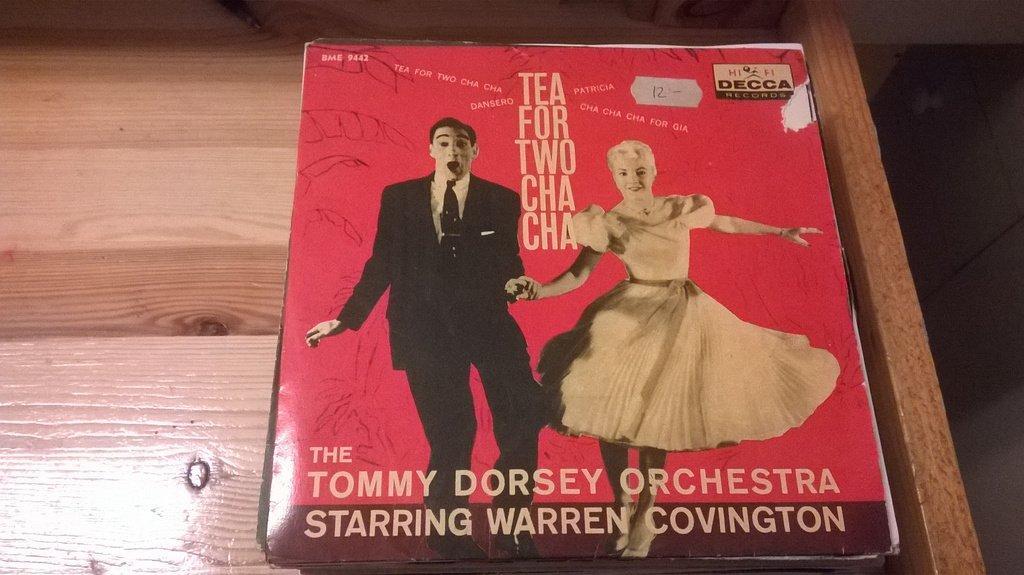 BME 9442
TEA FOR TWO CHA CHA
DANSERO
PATRICIA
CHA CHA CHA FOR GIA
12.-
HI FI
DECCA
RECORDS
TEA
FOR
TWO
CHA
CHA
THE
TOMMY DORSEY ORCHESTRA
STARRING WARREN COVINGTON